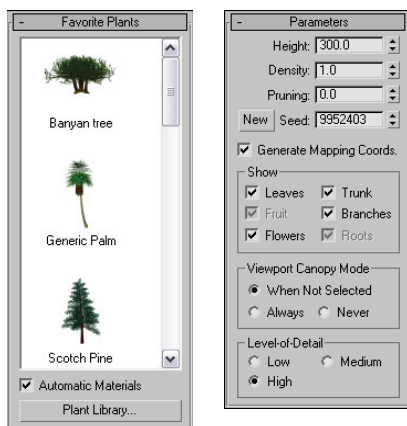 - Favorite Plants
Banyan tree
Generic Palm
Scotch Pine
Automatic Materials
Plant Library...
- Parameters
Height: 300.0
Density: 1.0
Pruning: 0.0
New Seed: 9952403
Generate Mapping Coords.
Show
Leaves Trunk
Fruit Branches
Flowers Roots
Viewport Canopy Mode
When Not Selected
Always Never
Level-of-Detail
Low Medium
High